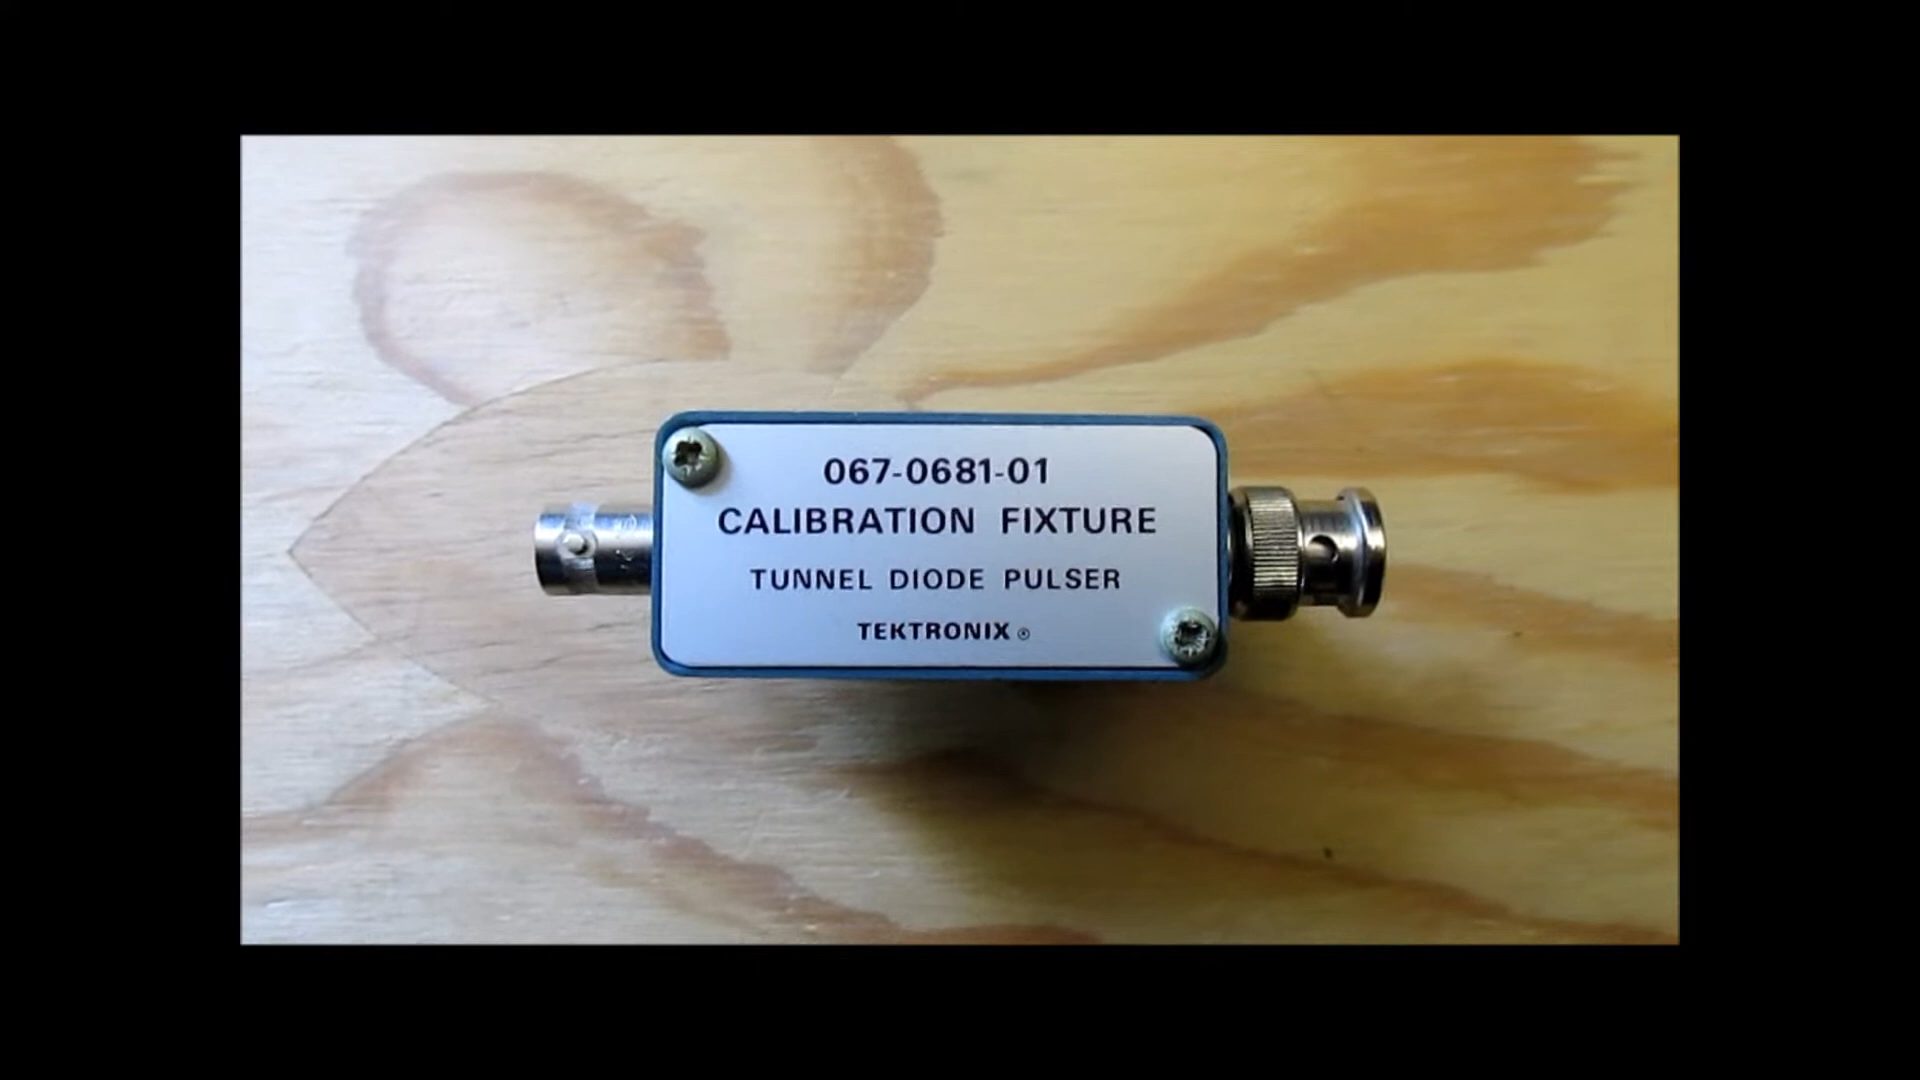 067-0681-01
CALIBRATION FIXTURE
TUNNEL DIODE PULSER
TEKTRONIX ®